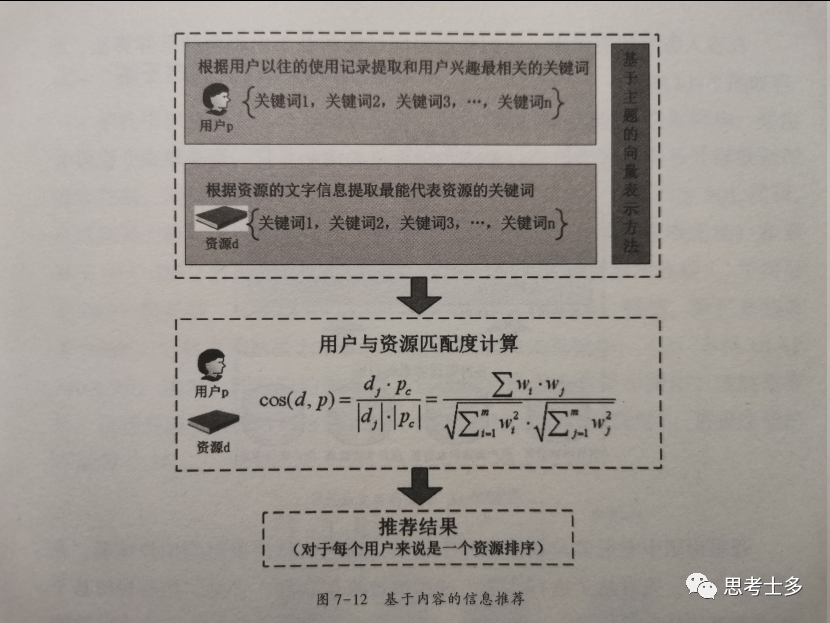 根据用户以往的使用记录提取和用户兴趣最相关的关键词
{关键词1，关键词2，关键词3，…，关键词n}
用户p
根据资源的文字信息提取最能代表资源的关键词
{关键词1，关键词2，关键词3，…，关键词n}
资源d
基于主题的向量表示方法
用户与资源匹配度计算
用户p
cos(d, p) = \frac{d_j · p_c}{|d_j|·|p_c|} = \frac{\sum w_i · w_j}{\sqrt{\sum_{i=1}^{m} w_i^2} · \sqrt{\sum_{j=1}^{m} w_j^2}}
资源d
推荐结果
（对于每个用户来说是一个资源排序）
图 7-12 基于内容的信息推荐
思考士多